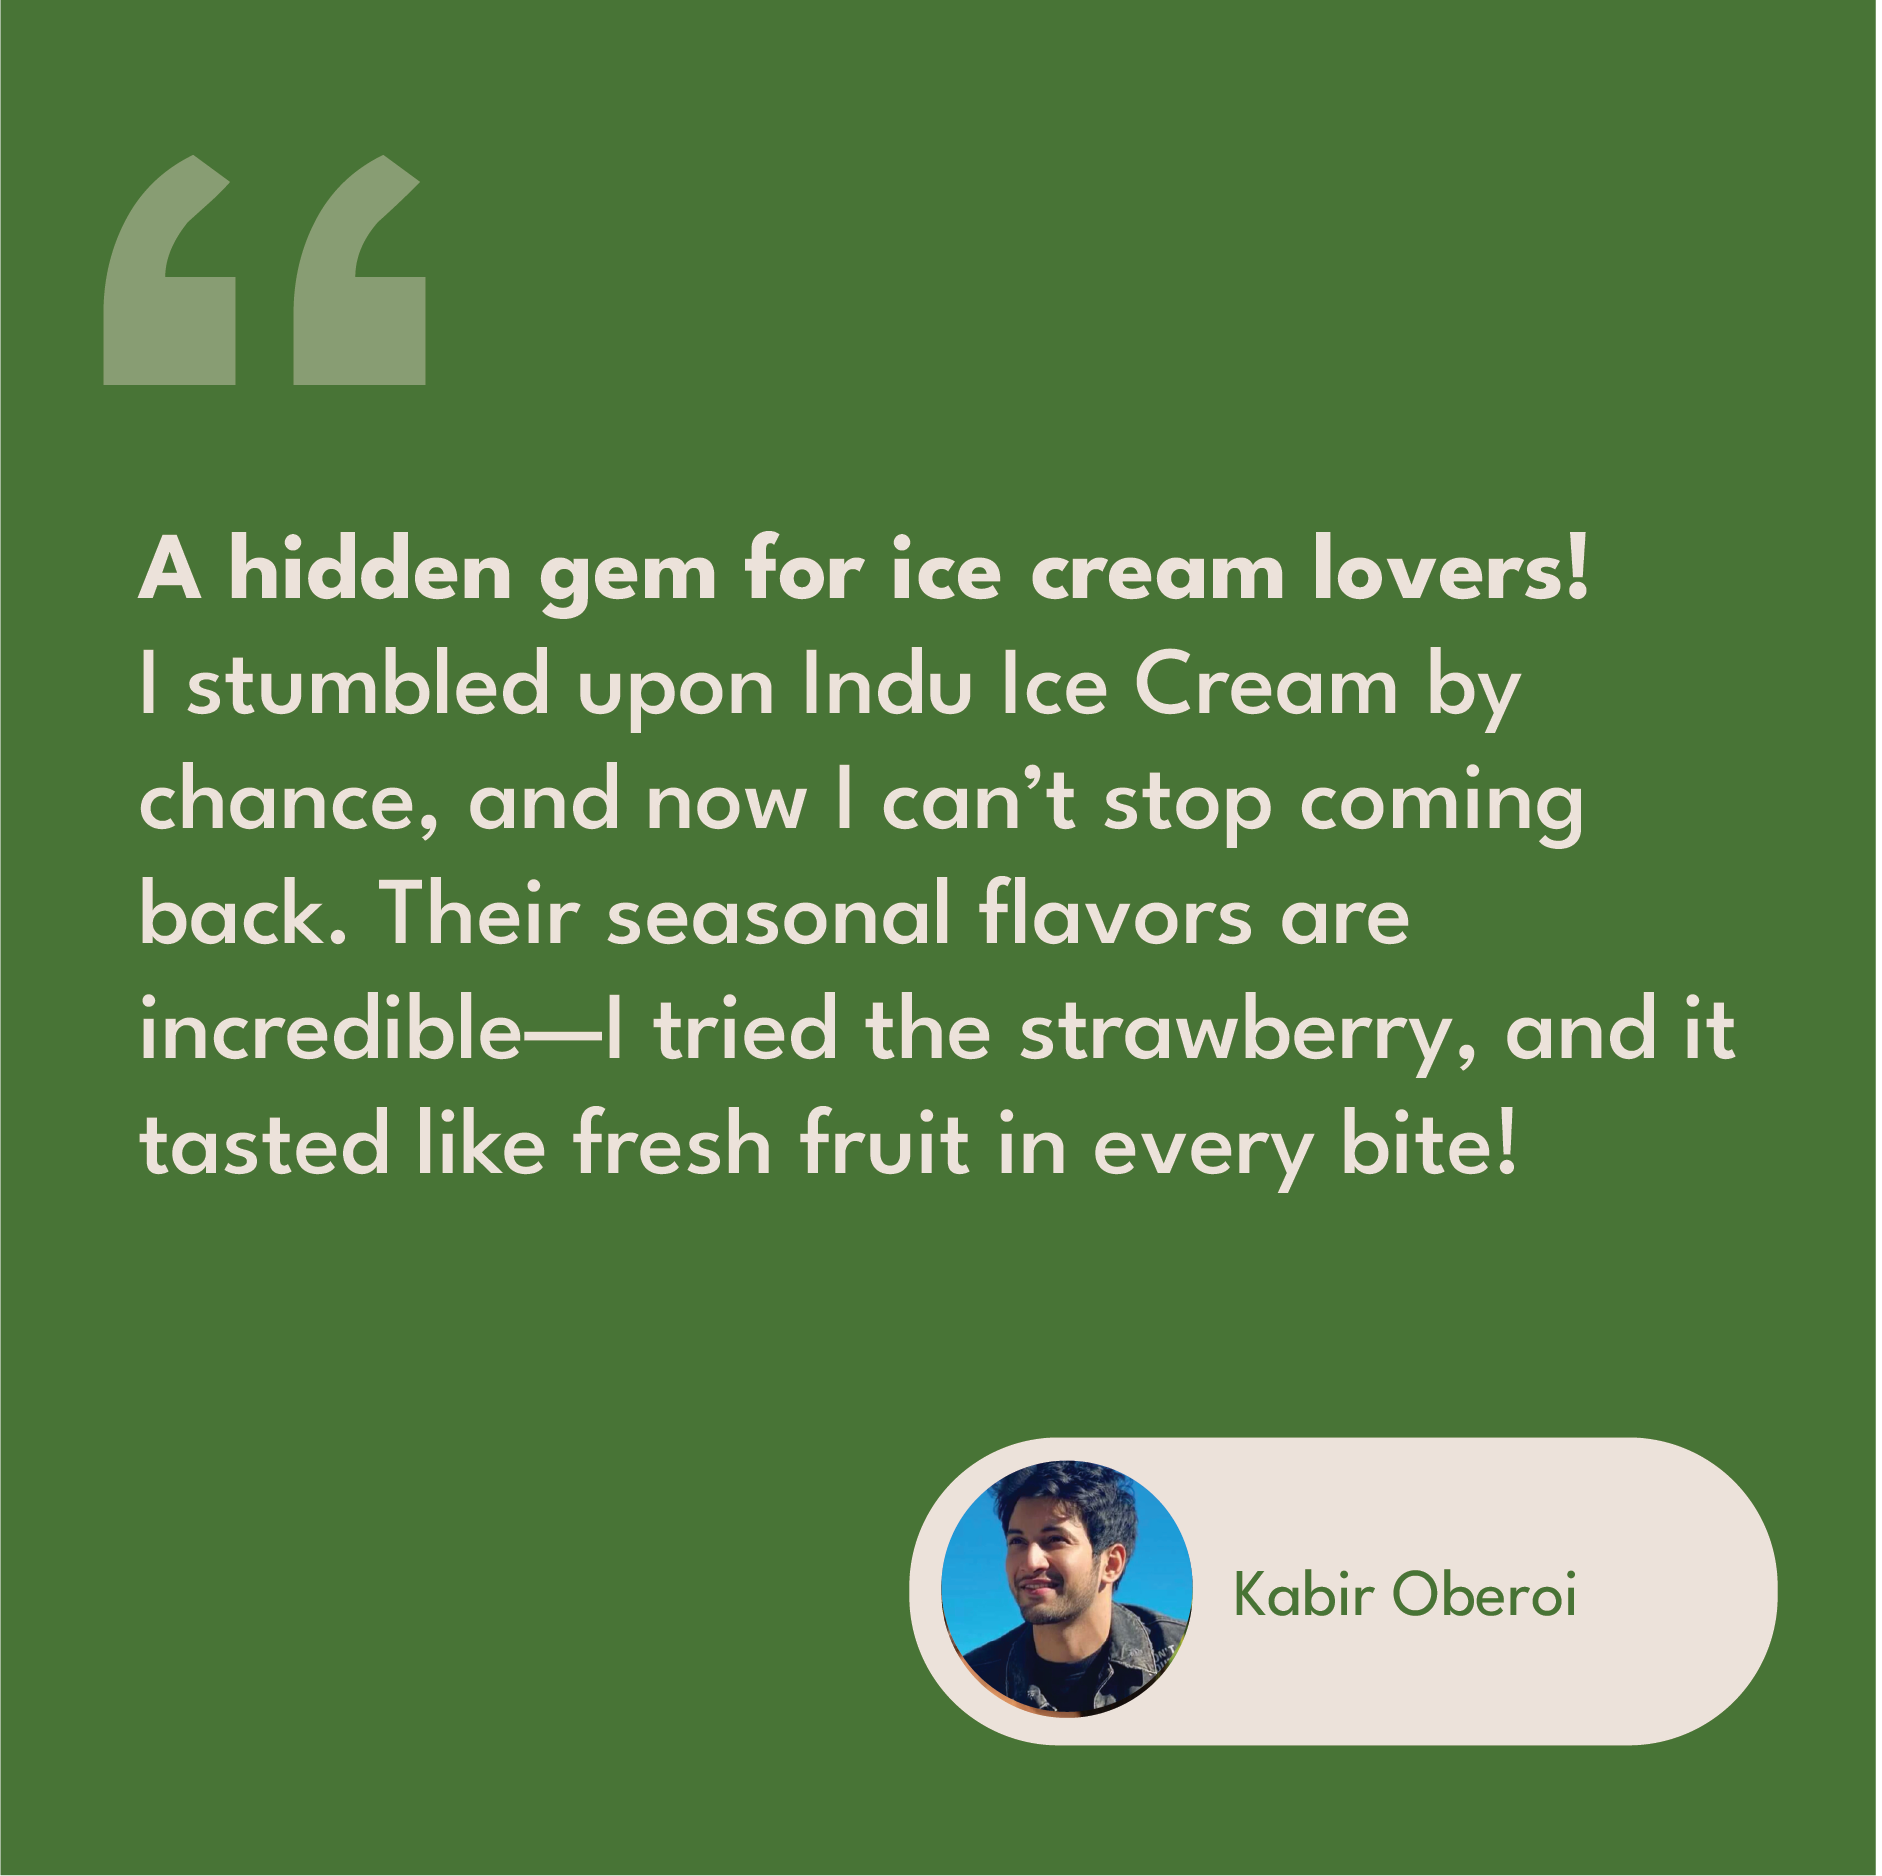 “
A hidden gem for ice cream lovers!
I stumbled upon Indu Ice Cream by
chance, and now I can’t stop coming
back. Their seasonal flavors are
incredible—I tried the strawberry, and it
tasted like fresh fruit in every bite!
Kabir Oberoi